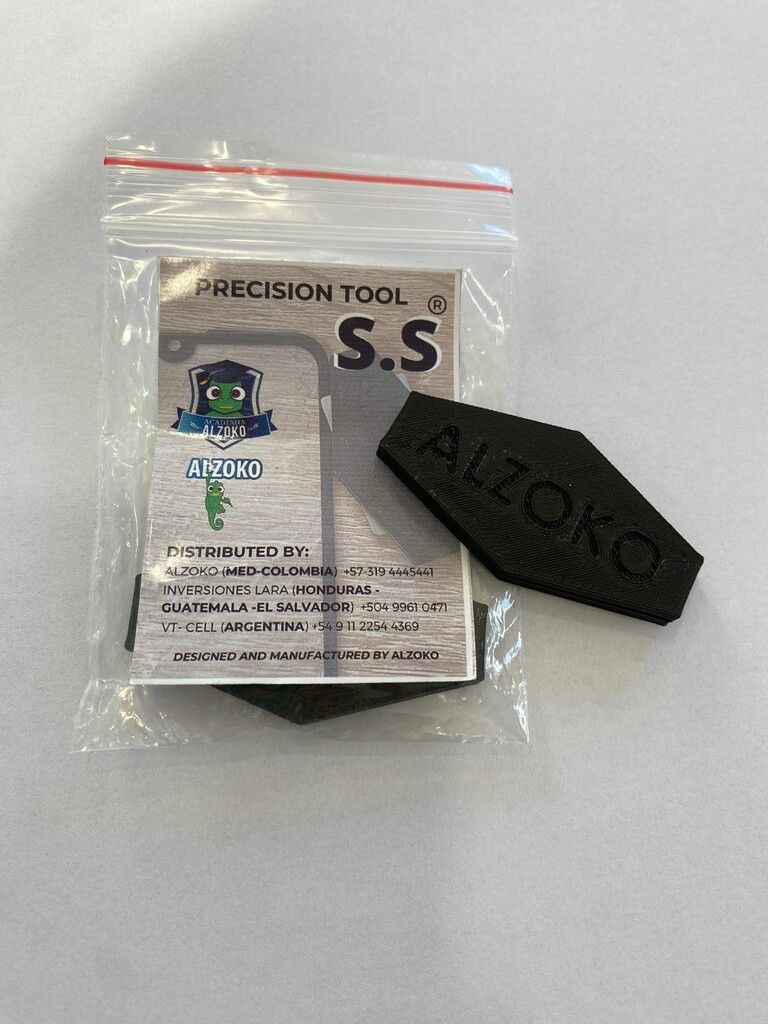 PRECISION TOOL
S.S ®
ACADEMIA
ALZOKO
ALZOKO
ALZOKO
DISTRIBUTED BY:
ALZOKO (MED-COLOMBIA) +57 319 4445441
INVERSIONES LARA (HONDURAS -
GUATEMALA -EL SALVADOR) +504 9961 0471
VT- CELL (ARGENTINA) +54 9 11 2254 4369
DESIGNED AND MANUFACTURED BY ALZOKO